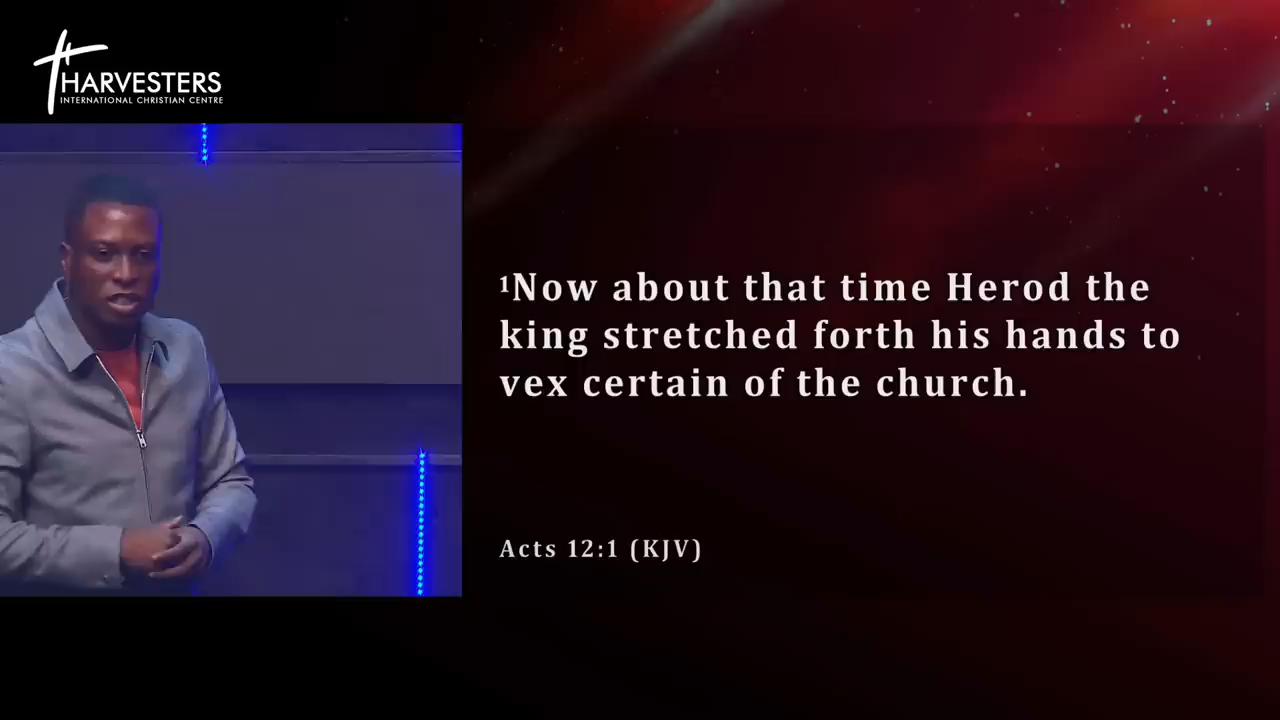 HARVESTERS
INTERNATIONAL CHRISTIAN CENTRE
¹Now about that time Herod the
king stretched forth his hands to
vex certain of the church.
Acts 12:1 (KJV)